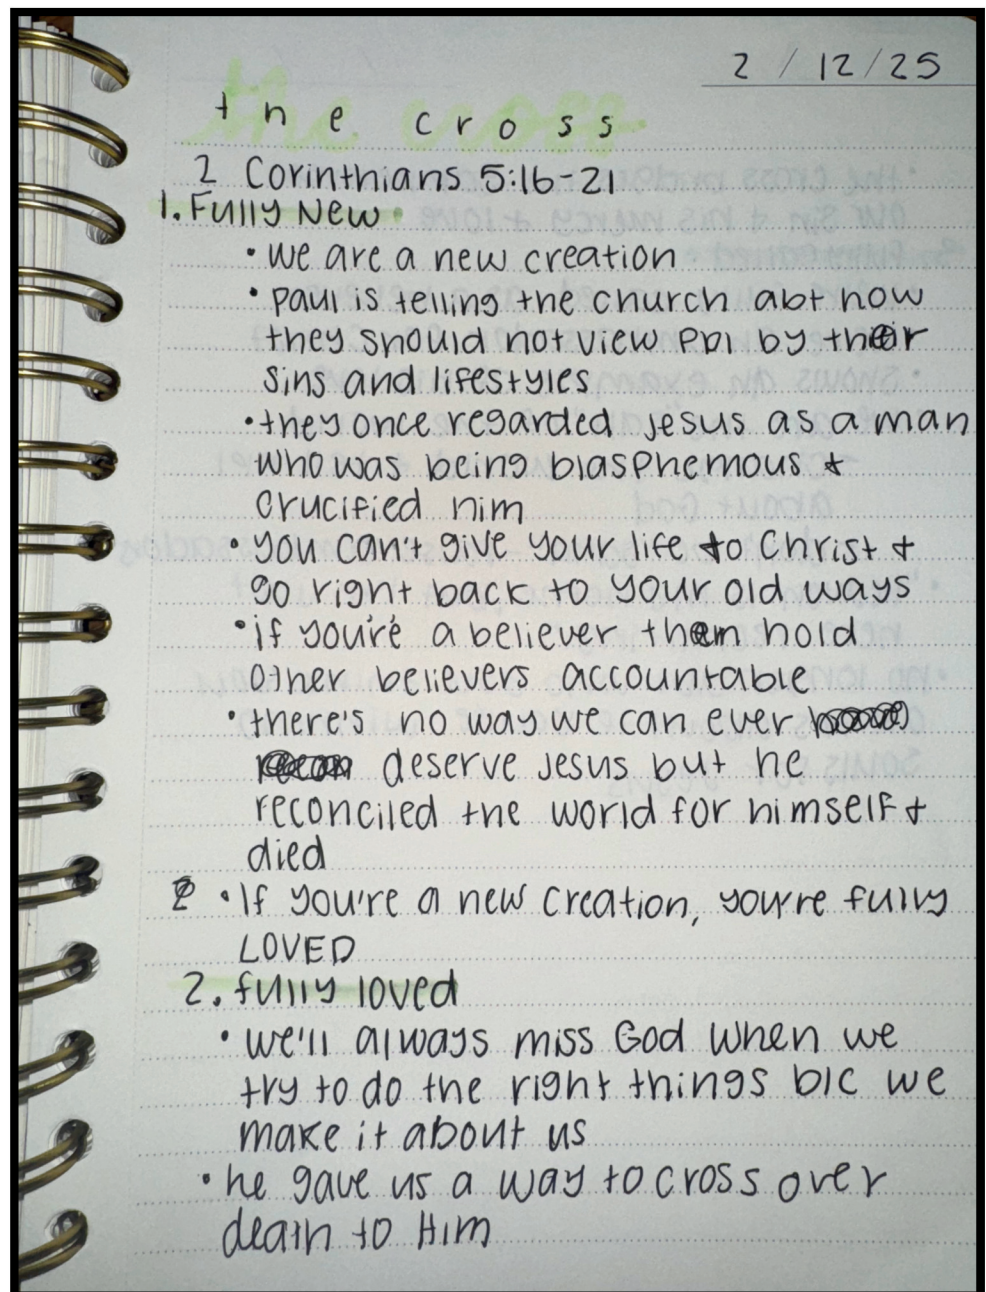 2/12/25
the cross
2 Corinthians 5:16-21
1. Fully New
• we are a new creation
• paul is telling the church abt how
they should not view ppl by their
sins and lifestyles
• they once regarded jesus as a man
who was being blasphemous &
crucified him
• you can't give your life to Christ &
go right back to your old ways
• if you're a believer then hold
other believers accountable
• there's no way we can ever
deserve Jesus but he
reconciled the world for himself &
died
• If you're a new creation, you're fully
LOVED
2. fully loved
• we'll always miss God when we
try to do the right things b/c we
make it about us
• he gave us a way to cross over
death to Him